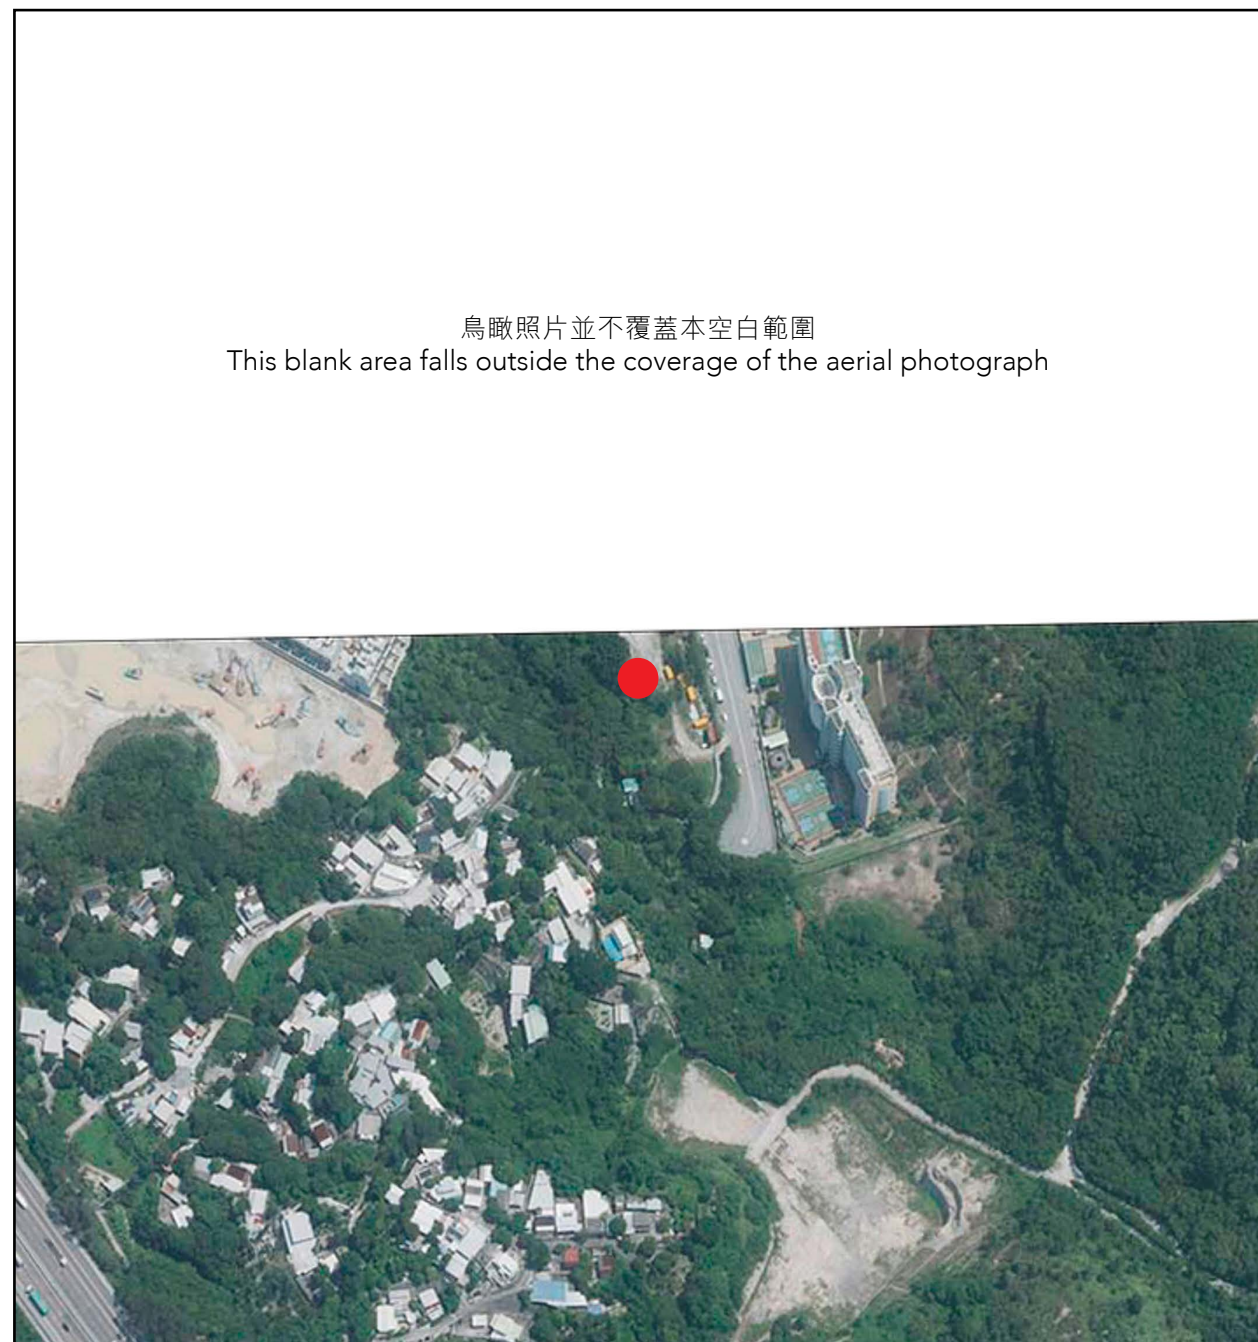 鳥瞰照片並不覆蓋本空白範圍
This blank area falls outside the coverage of the aerial photograph